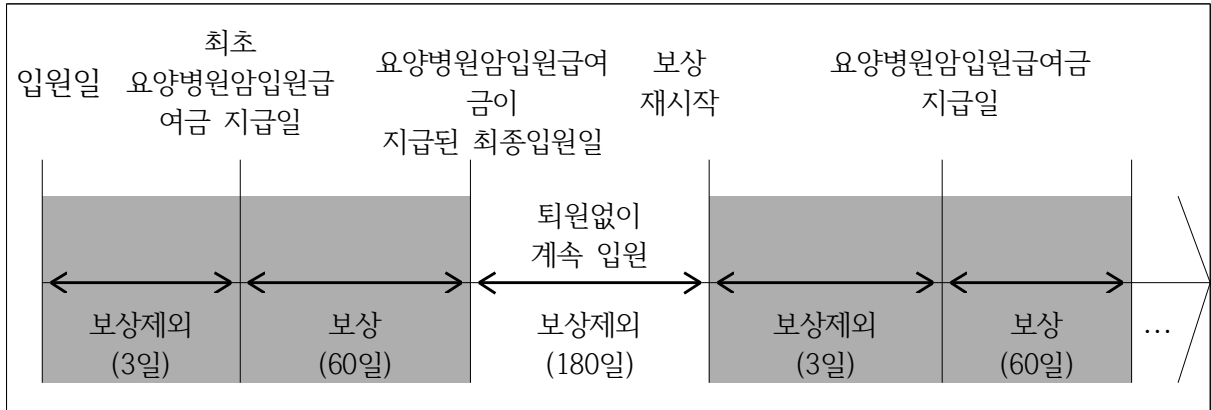 입원일
최초
요양병원암입원급
여금 지급일
요양병원암입원급여
금이
지급된 최종입원일
보상
재시작
요양병원암입원급여금
지급일
퇴원없이
계속 입원
보상제외
(3일)
보상
(60일)
보상제외
(180일)
보상제외
(3일)
보상
(60일)
…